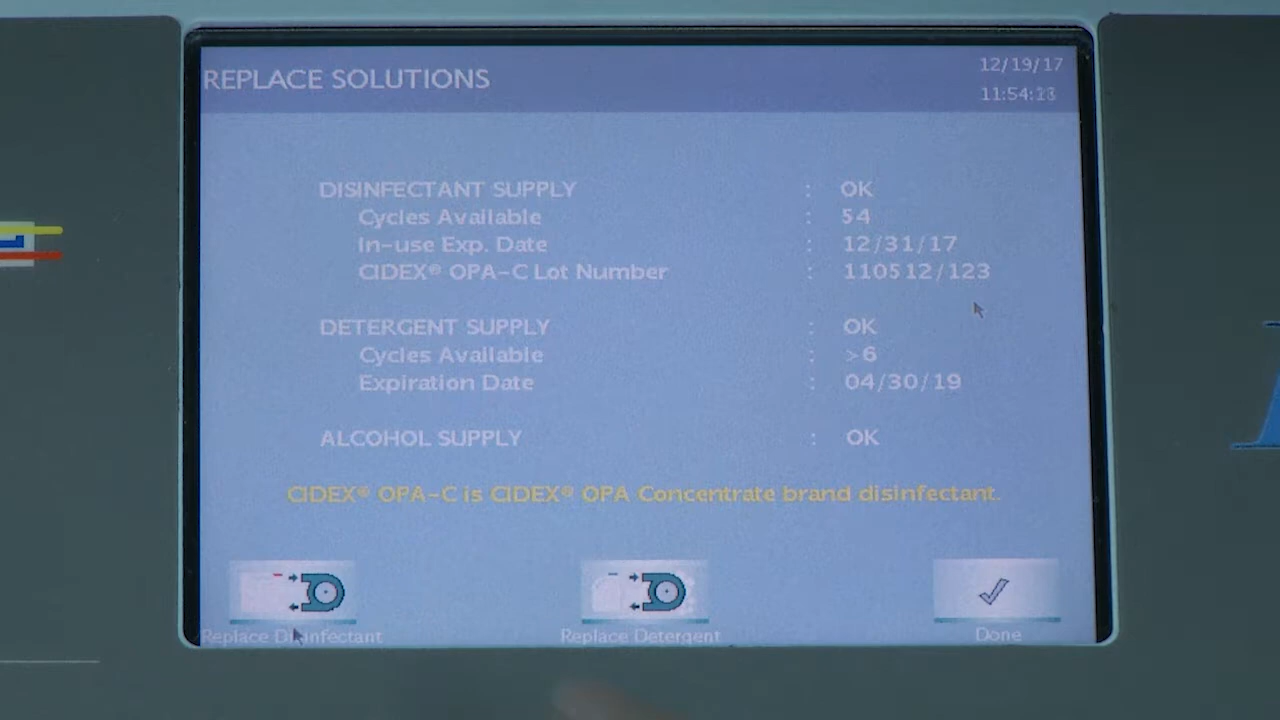 REPLACE SOLUTIONS
12/19/17
11:54:
DISINFECTANT SUPPLY : OK
Cycles Available : 54
In-use Exp. Date : 12/31/17
CIDEX® OPA-C Lot Number : 110512/123
DETERGENT SUPPLY : OK
Cycles Available : >6
Expiration Date : 04/30/19
ALCOHOL SUPPLY : OK
CIDEX® OPA-C is CIDEX® OPA Concentrate brand disinfectant.
Replace Disinfectant
Replace Detergent
Done